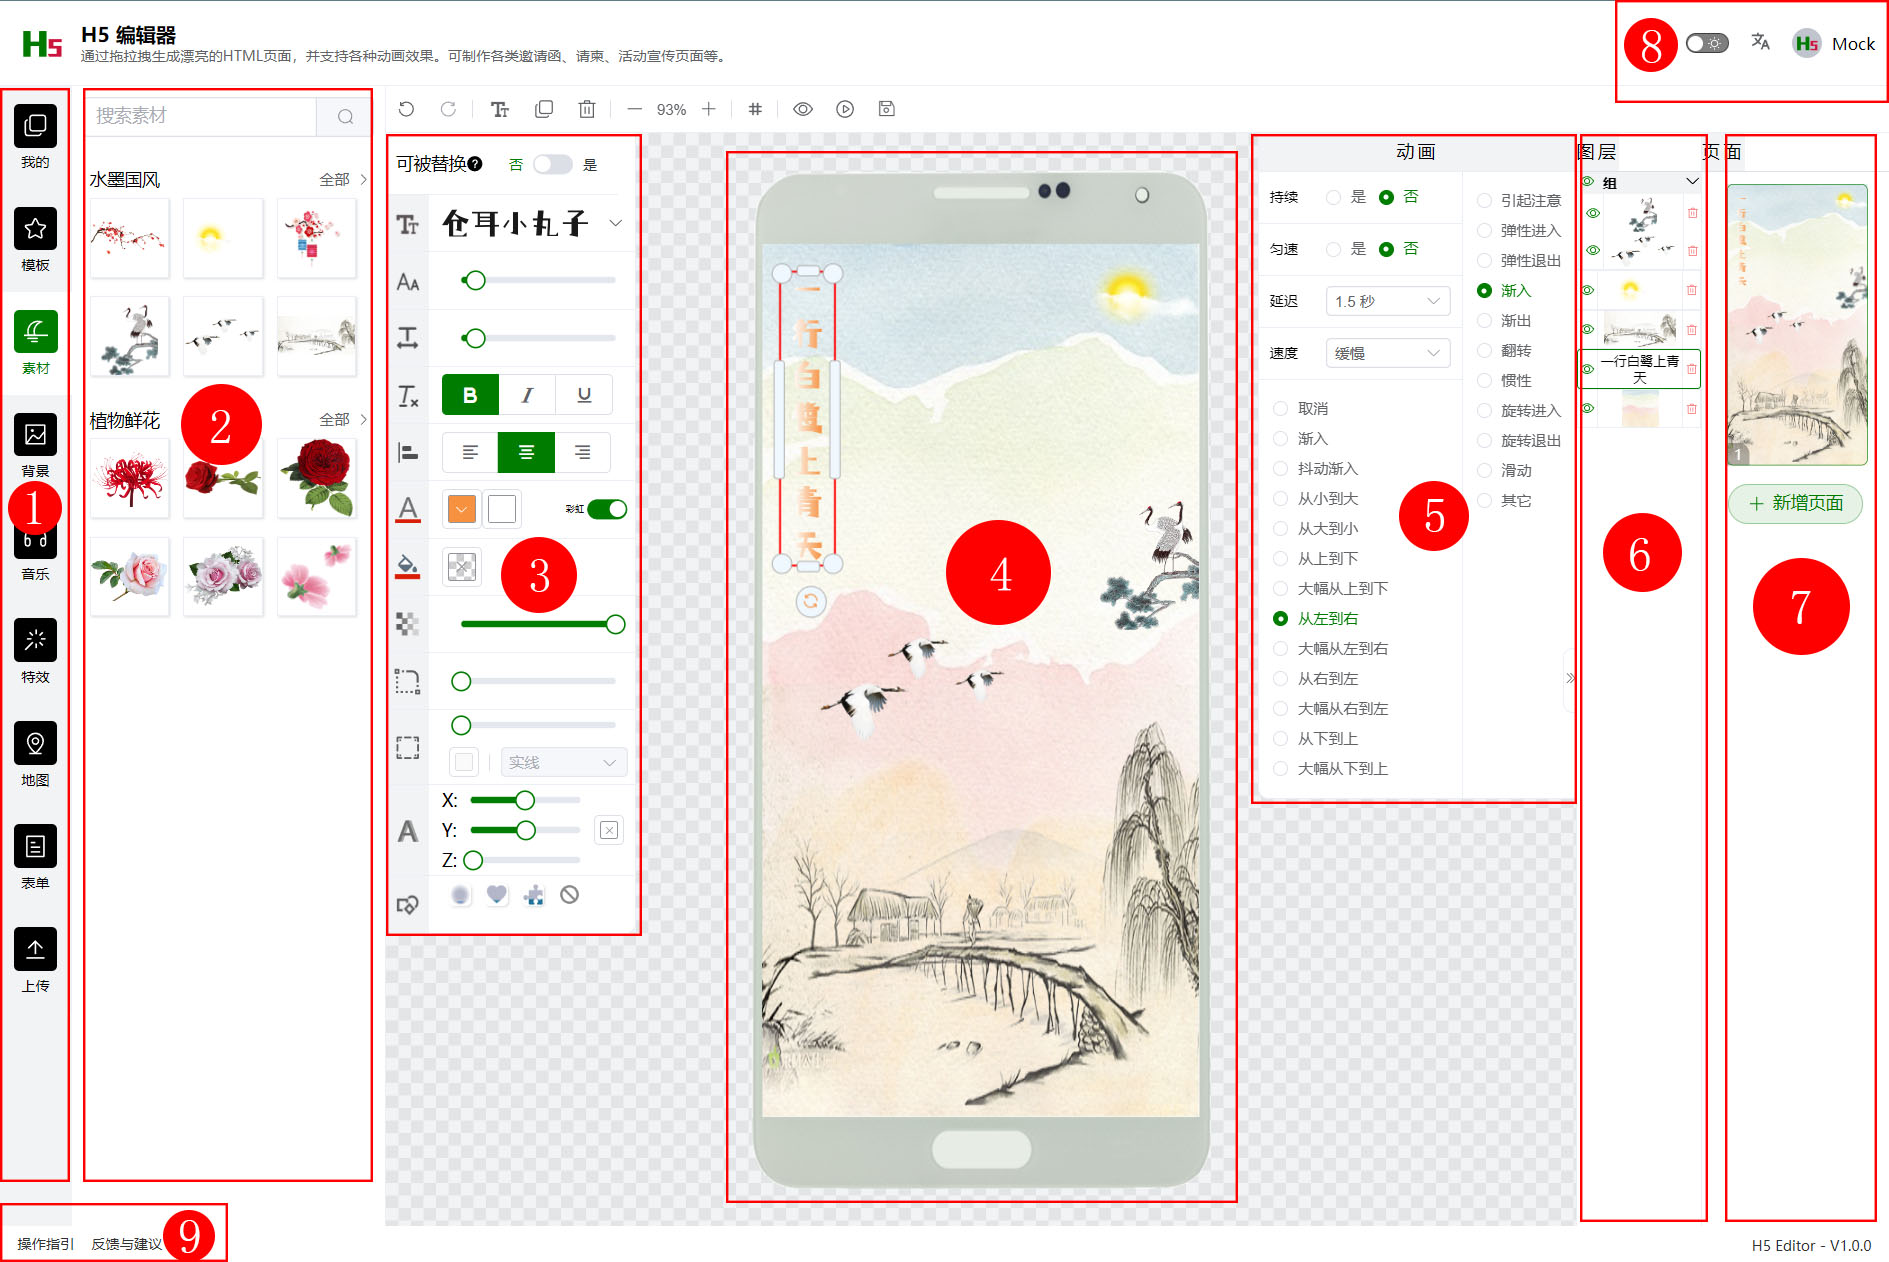 H5
H5 编辑器
通过拖拉拽生成漂亮的HTML页面，并支持各种动画效果。可制作各类邀请函、请柬、活动宣传页面等。
8
H5
Mock
我的
模板
素材
背景
1
音乐
特效
地图
表单
上传
搜索素材
水墨国风
全部
2
植物鲜花
全部
93%
可被替换
否
是
仓耳小丸子
B
I
U
彩虹
3
实线
X:
Y:
Z:
一行白鹭上青天
4
动画
持续
是
否
匀速
是
否
延迟
1.5 秒
速度
缓慢
取消
渐入
抖动渐入
从小到大
从大到小
从上到下
大幅从上到下
从左到右
大幅从左到右
从右到左
大幅从右到左
从下到上
大幅从下到上
引起注意
弹性进入
弹性退出
渐入
渐出
翻转
惯性
旋转进入
旋转退出
滑动
其它
5
图层
组
一行白鹭上青
天
6
页面
1
新增页面
7
操作指引
反馈与建议
9
H5 Editor - V1.0.0